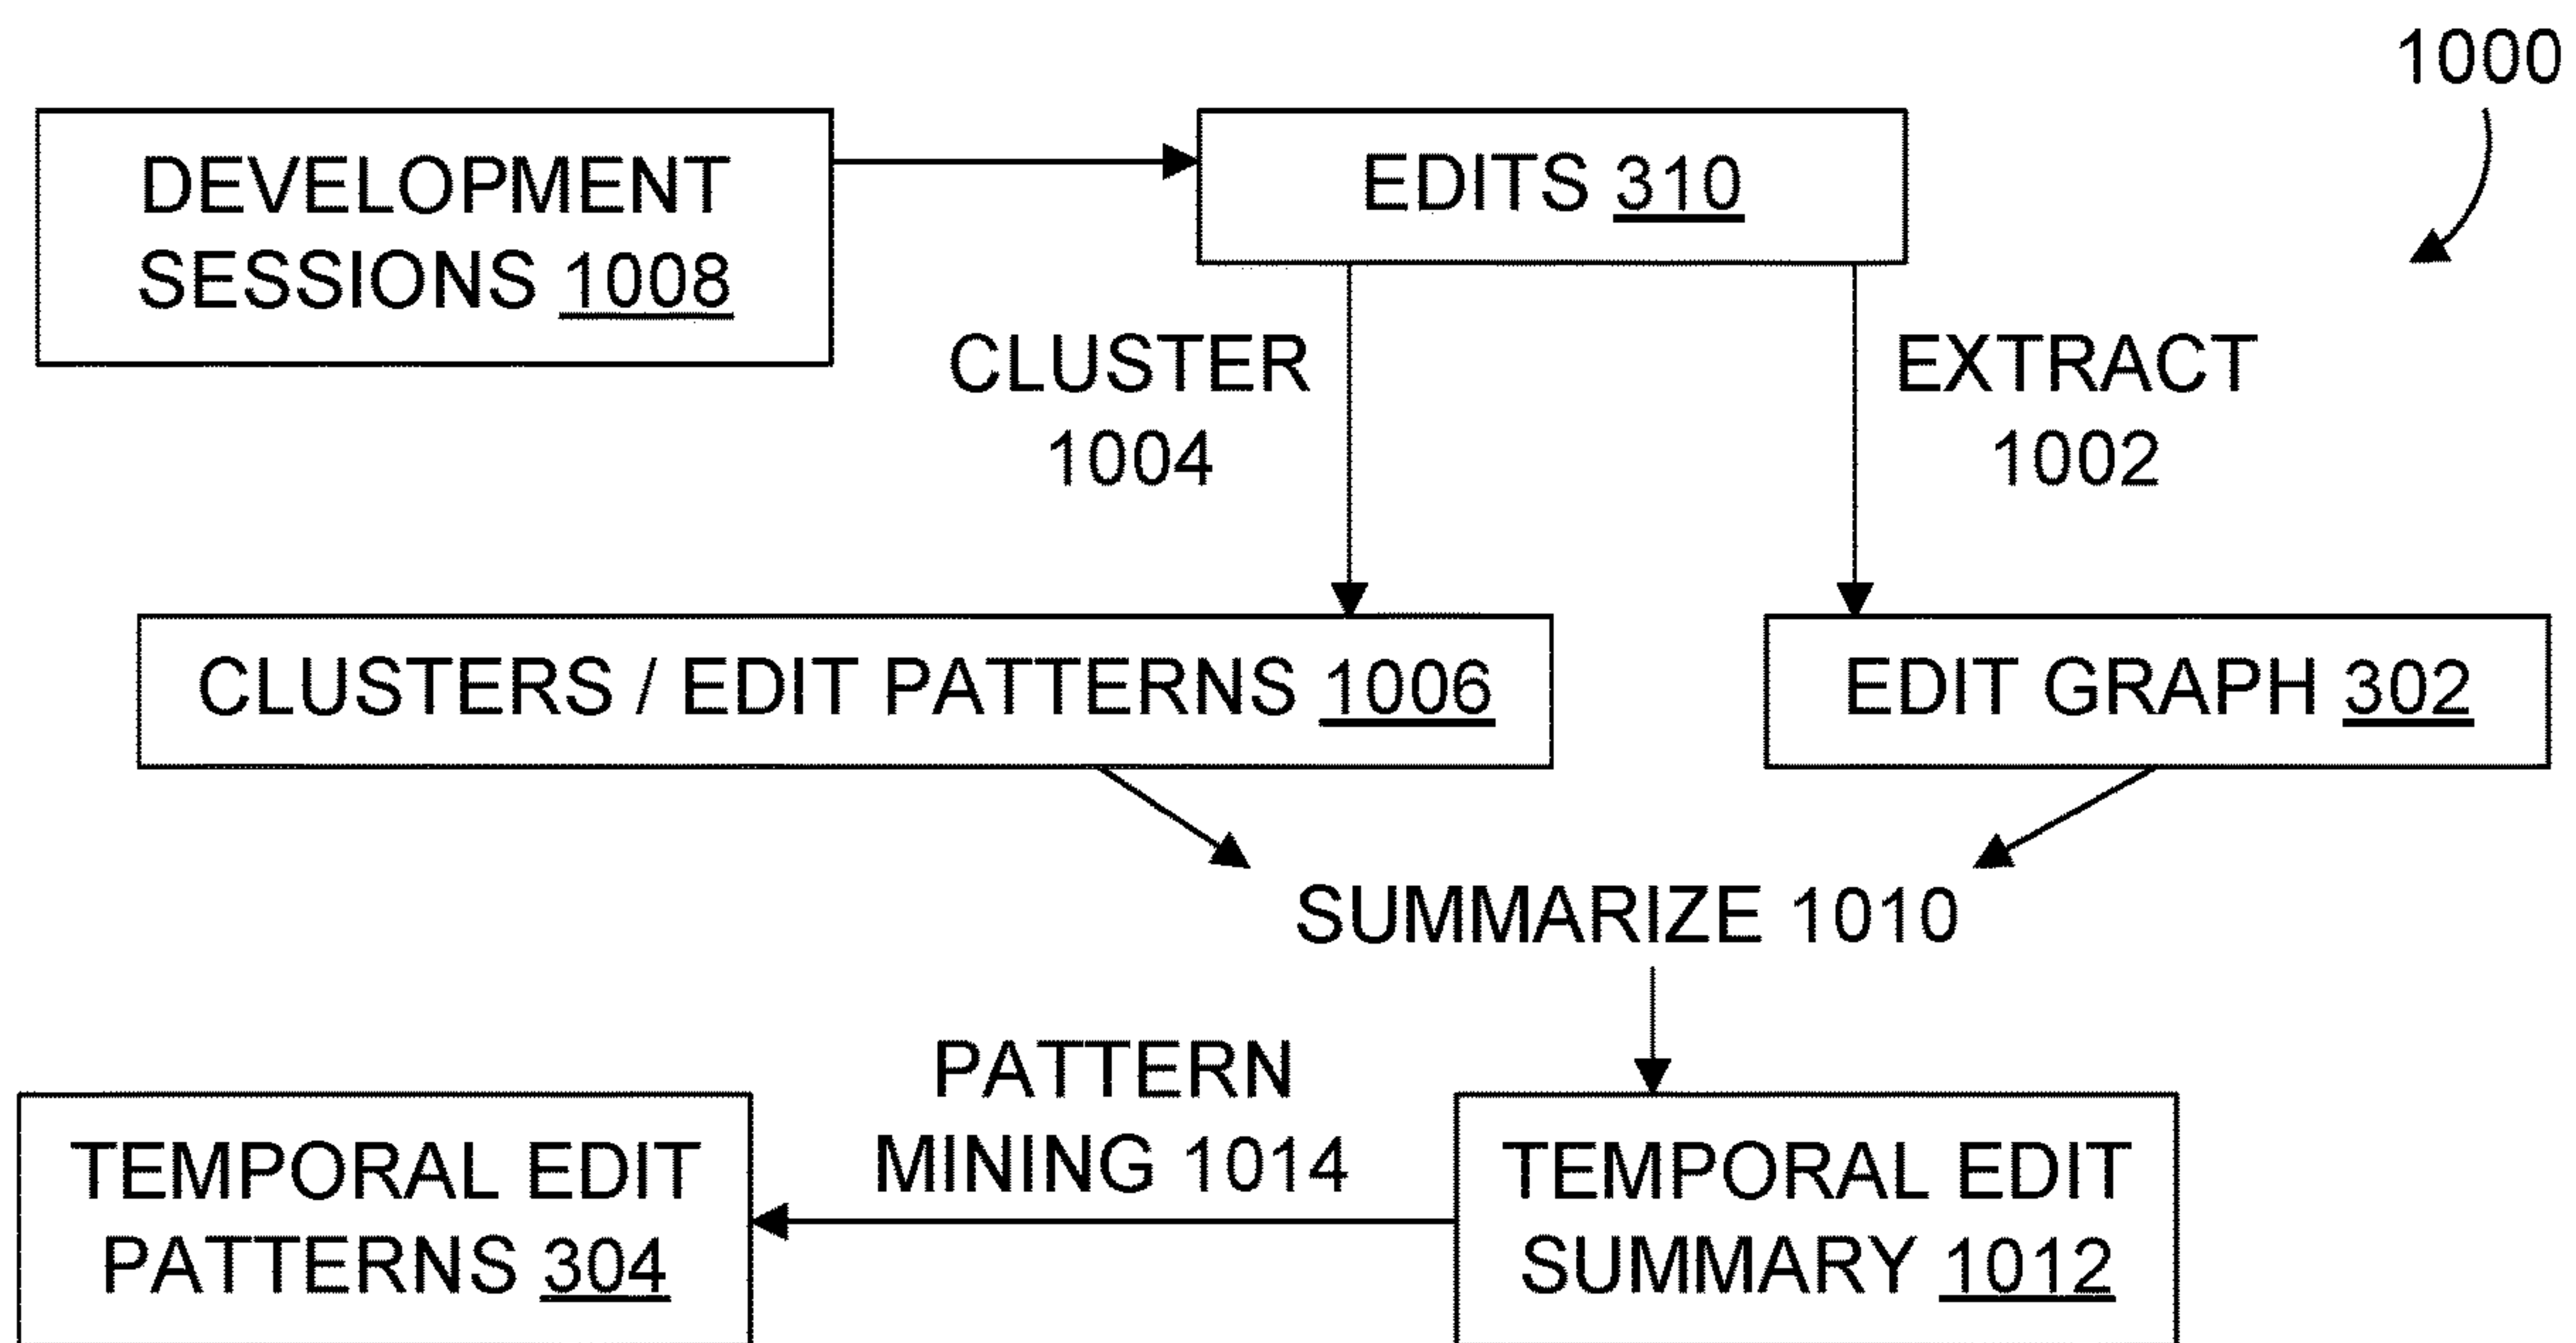 1000
DEVELOPMENT
SESSIONS 1008
EDITS 310
CLUSTER
1004
EXTRACT
1002
CLUSTERS / EDIT PATTERNS 1006
EDIT GRAPH 302
SUMMARIZE 1010
PATTERN
MINING 1014
TEMPORAL EDIT
PATTERNS 304
TEMPORAL EDIT
SUMMARY 1012